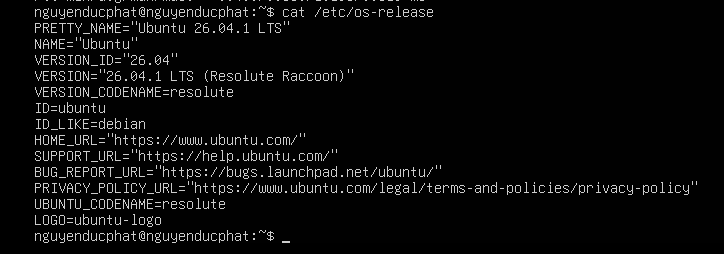 nguyenducphat@nguyenducphat:~$ cat /etc/os-release
PRETTY_NAME="Ubuntu 26.04.1 LTS"
NAME="Ubuntu"
VERSION_ID="26.04"
VERSION="26.04.1 LTS (Resolute Raccoon)"
VERSION_CODENAME=resolute
ID=ubuntu
ID_LIKE=debian
HOME_URL="https://www.ubuntu.com/"
SUPPORT_URL="https://help.ubuntu.com/"
BUG_REPORT_URL="https://bugs.launchpad.net/ubuntu/"
PRIVACY_POLICY_URL="https://www.ubuntu.com/legal/terms-and-policies/privacy-policy"
UBUNTU_CODENAME=resolute
LOGO=ubuntu-logo
nguyenducphat@nguyenducphat:~$ _